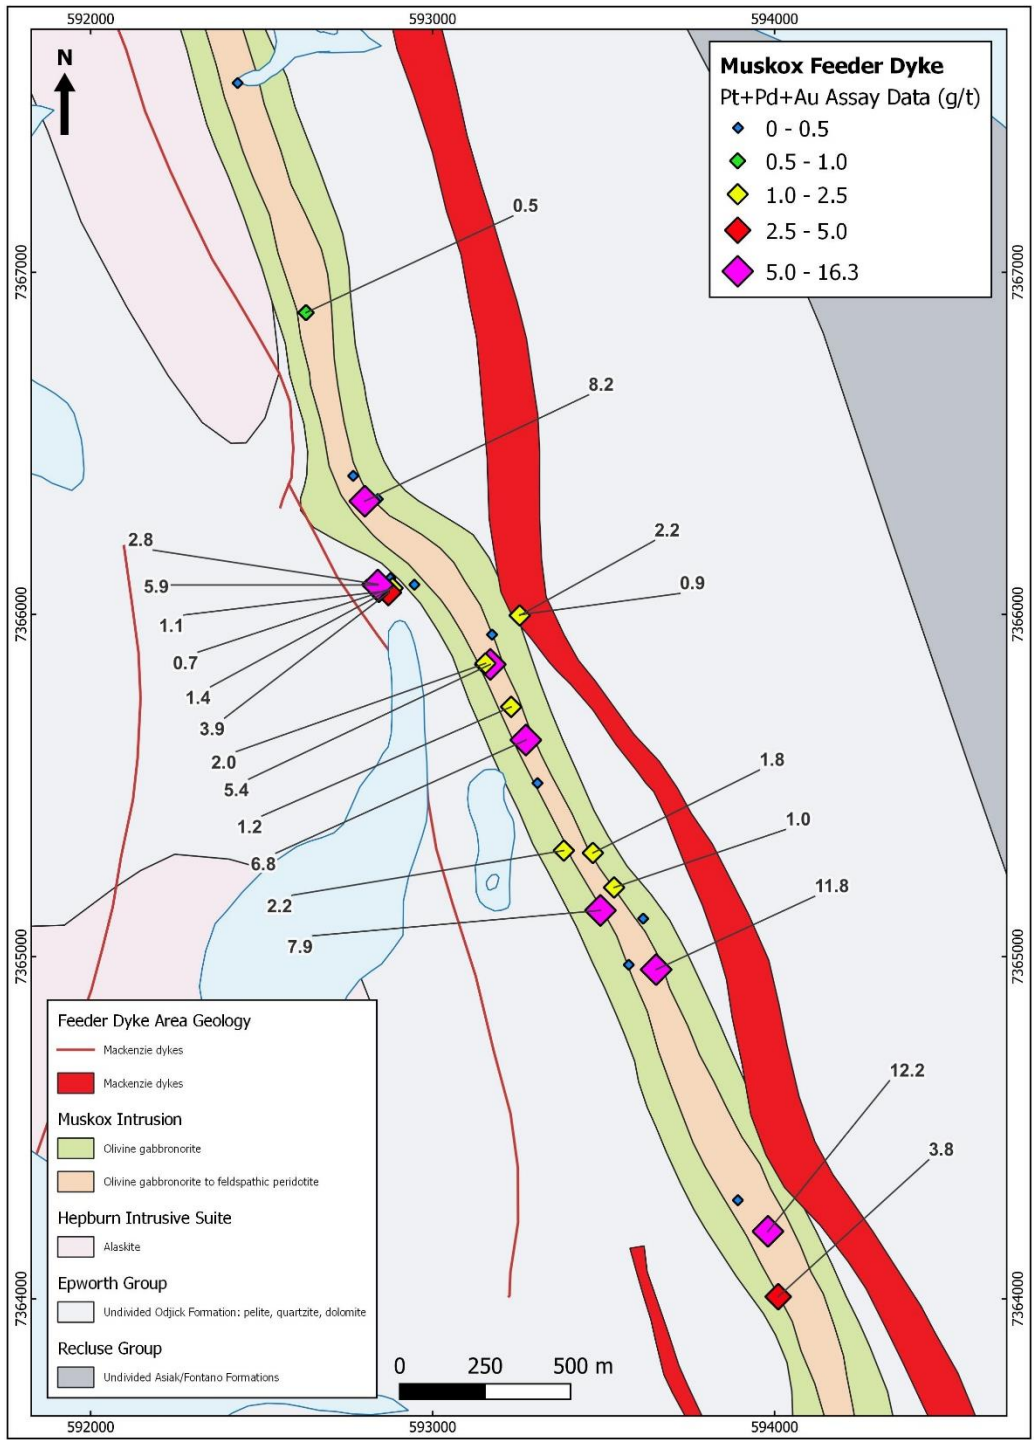 592000
593000
594000
N
Muskox Feeder Dyke
Pt+Pd+Au Assay Data (g/t)
0 - 0.5
0.5 - 1.0
1.0 - 2.5
2.5 - 5.0
5.0 - 16.3
0.5
7367000
7367000
8.2
2.8
2.2
5.9
0.9
1.1
7366000
7366000
0.7
1.4
3.9
2.0
1.8
5.4
1.2
1.0
6.8
11.8
2.2
7.9
7365000
7365000
Feeder Dyke Area Geology
Mackenzie dykes
Mackenzie dykes
Muskox Intrusion
Olivine gabbronorite
Olivine gabbronorite to feldspathic peridotite
Hepburn Intrusive Suite
Alaskite
Epworth Group
Undivided Odjick Formation: pelite, quartzite, dolomite
Recluse Group
Undivided Asiak/Fontano Formations
12.2
3.8
7364000
7364000
0 250 500 m
592000
593000
594000